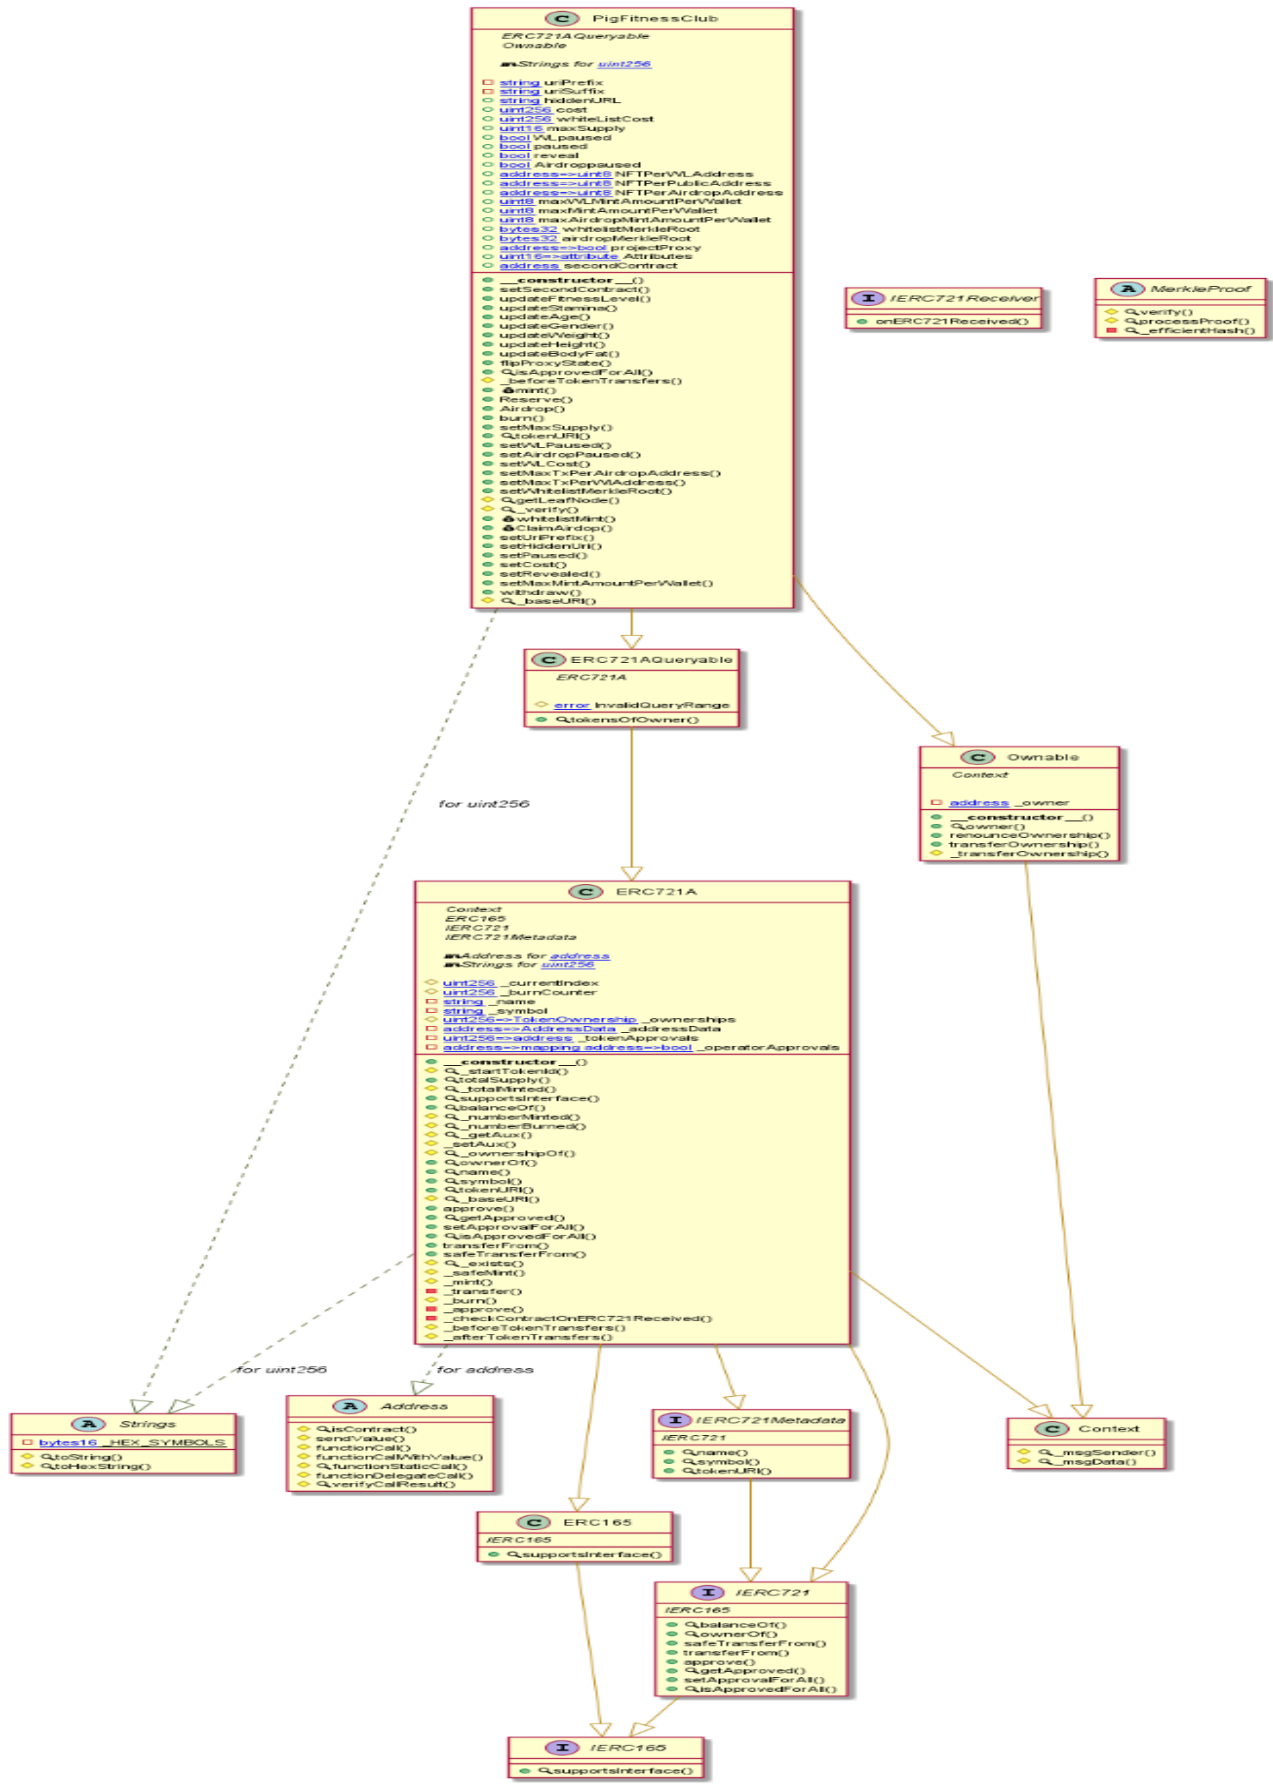 C PigFitnessClub
ERC721AQueryable
Ownable
Strings for uint256
string uriPrefix
string uriSuffix
string hiddenURL
uint256 cost
uint256 whiteListCost
uint16 maxSupply
bool WLpaused
bool paused
bool reveal
bool Airdroppaused
address=>uint8 NFTPerWLAddress
address=>uint8 NFTPerPublicAddress
address=>uint8 NFTPerAirdropAddress
uint8 maxWLMintAmountPerWallet
uint8 maxMintAmountPerWallet
uint8 maxAirdropMintAmountPerWallet
bytes32 whitelistMerkleRoot
bytes32 airdropMerkleRoot
address=>bool projectProxy
uint16=>attribute Attributes
address secondContract
__constructor__()
setSecondContract()
updateFitnessLevel()
updateStamina()
updateAge()
updateGender()
updateWeight()
updateHeight()
updateBodyFat()
flipProxyState()
isApprovedForAll()
_beforeTokenTransfers()
mint()
Reserve()
Airdrop()
burn()
setMaxSupply()
tokenURI()
setWLPaused()
setAirdropPaused()
setWLCost()
setMaxTxPerAirdropAddress()
setMaxTxPerWlAddress()
setWhitelistMerkleRoot()
getLeafNode()
_verify()
whitelistMint()
ClaimAirdop()
setUriPrefix()
setHiddenUri()
setPaused()
setCost()
setRevealed()
setMaxMintAmountPerWallet()
withdraw()
_baseURI()
I IERC721Receiver
onERC721Received()
A MerkleProof
verify()
processProof()
_efficientHash()
C ERC721AQueryable
ERC721A
error InvalidQueryRange
tokensOfOwner()
C Ownable
Context
address _owner
__constructor__()
owner()
renounceOwnership()
transferOwnership()
_transferOwnership()
for uint256
C ERC721A
Context
ERC165
IERC721
IERC721Metadata
Address for address
Strings for uint256
uint256 _currentIndex
uint256 _burnCounter
string _name
string _symbol
uint256=>TokenOwnership _ownerships
address=>AddressData _addressData
uint256=>address _tokenApprovals
address=>mapping address=>bool _operatorApprovals
__constructor__()
_startTokenId()
totalSupply()
_totalMinted()
supportsInterface()
balanceOf()
_numberMinted()
_numberBurned()
_getAux()
_setAux()
_ownershipOf()
ownerOf()
name()
symbol()
tokenURI()
_baseURI()
approve()
getApproved()
setApprovalForAll()
isApprovedForAll()
transferFrom()
safeTransferFrom()
_exists()
_safeMint()
_mint()
_transfer()
_burn()
_approve()
_checkContractOnERC721Received()
_beforeTokenTransfers()
_afterTokenTransfers()
for uint256
for address
A Strings
bytes16 _HEX_SYMBOLS
toString()
toHexString()
A Address
isContract()
sendValue()
functionCall()
functionCallWithValue()
functionStaticCall()
functionDelegateCall()
verifyCallResult()
I IERC721Metadata
IERC721
name()
symbol()
tokenURI()
C Context
_msgSender()
_msgData()
C ERC165
IERC165
supportsInterface()
I IERC721
IERC165
balanceOf()
ownerOf()
safeTransferFrom()
transferFrom()
approve()
getApproved()
setApprovalForAll()
isApprovedForAll()
I IERC165
supportsInterface()